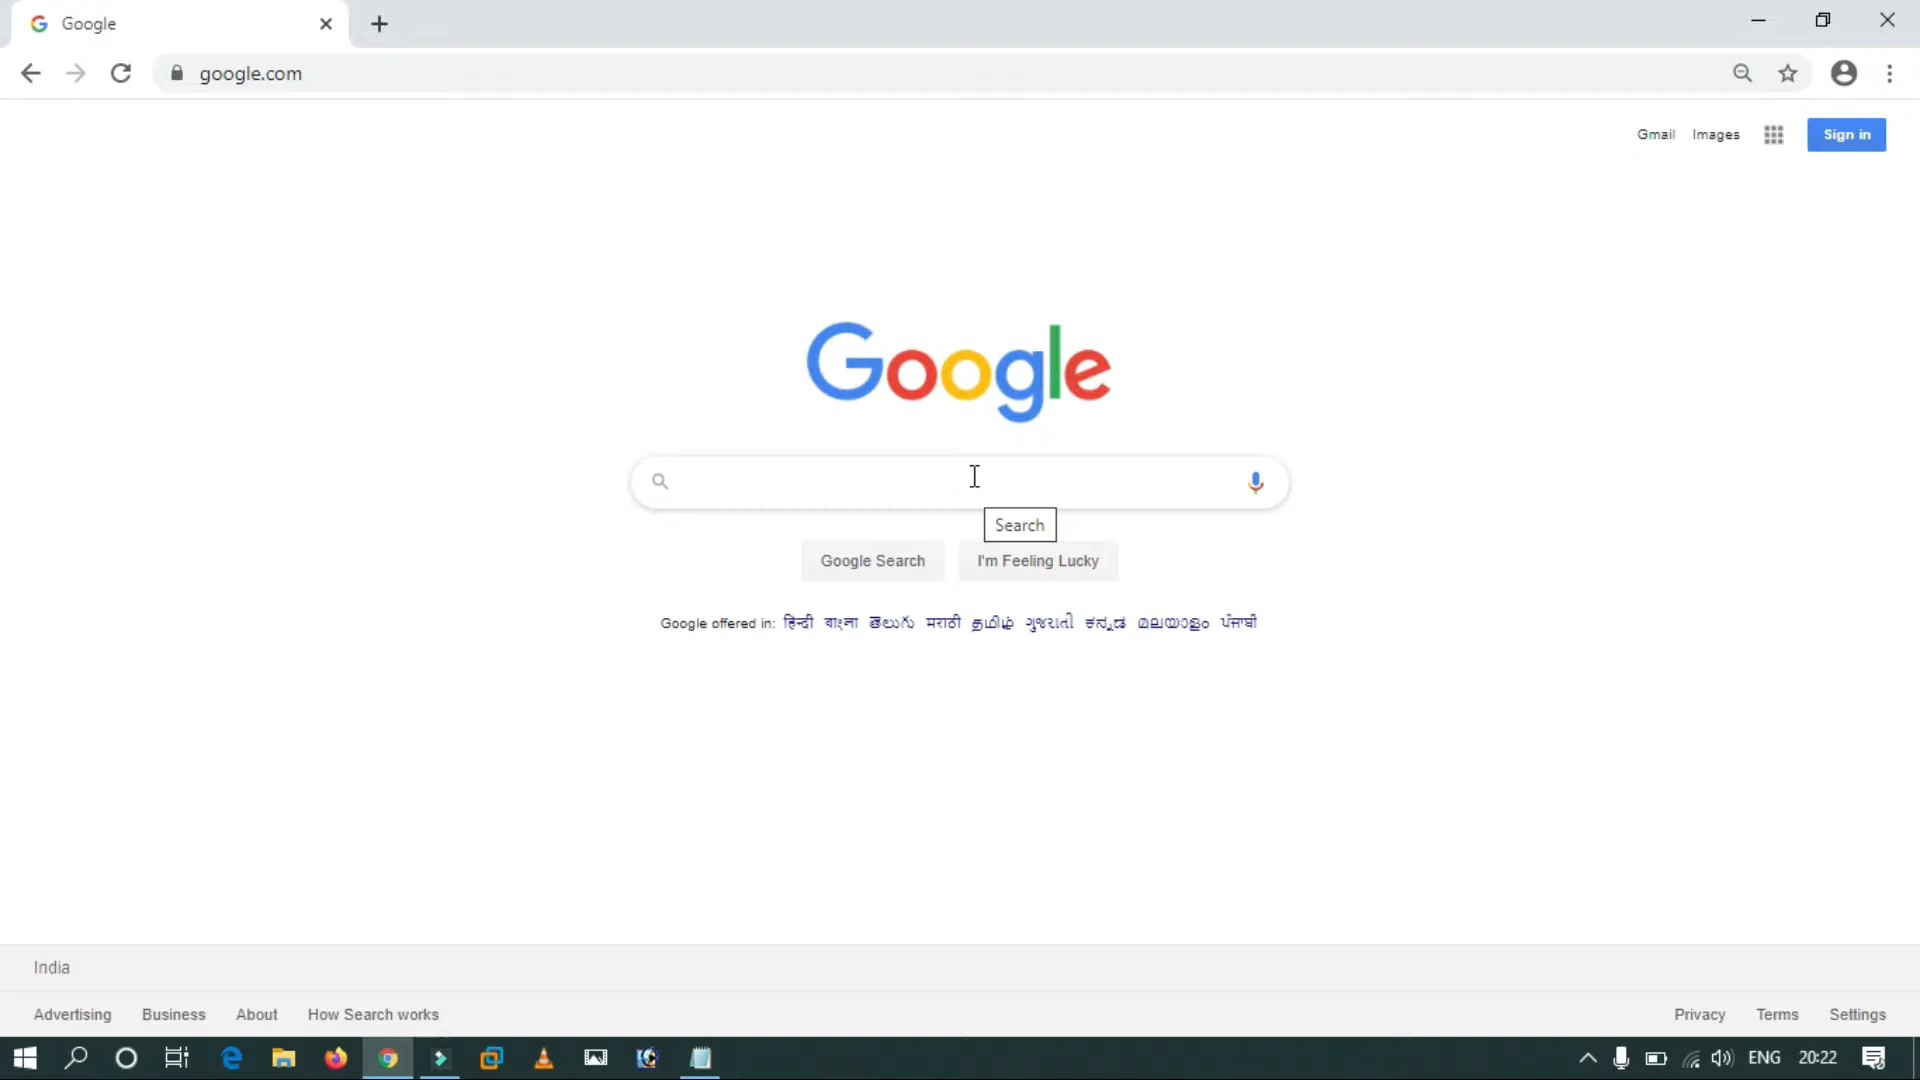 Google
google.com
Gmail Images Sign in
Google
Search
Google Search I'm Feeling Lucky
Google offered in: हिन्दी বাংলা తెలుగు मराठी தமிழ் ગુજરાતી ಕನ್ನಡ മലയാളം ਪੰਜਾਬੀ
India
Advertising Business About How Search works Privacy Terms Settings
ENG 20:22